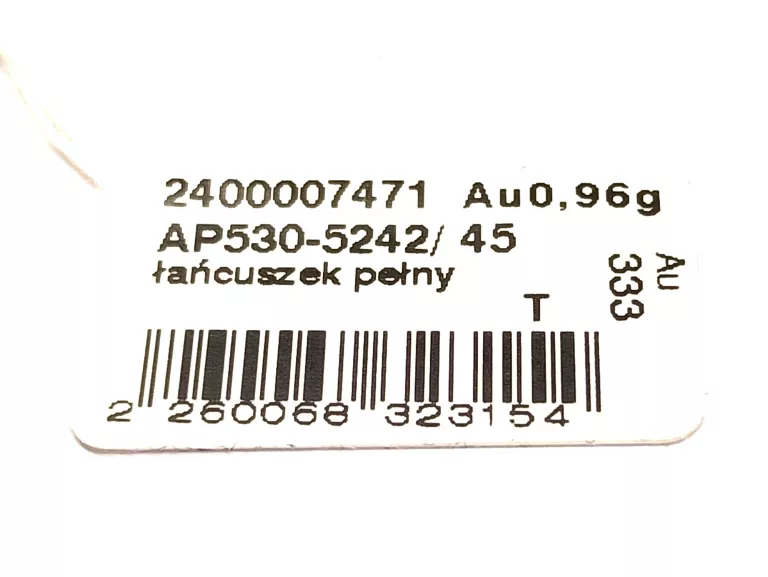 2400007471 Au0,96g
AP530-5242/ 45
łańcuszek pełny
T
Au
333
2 260068 323154